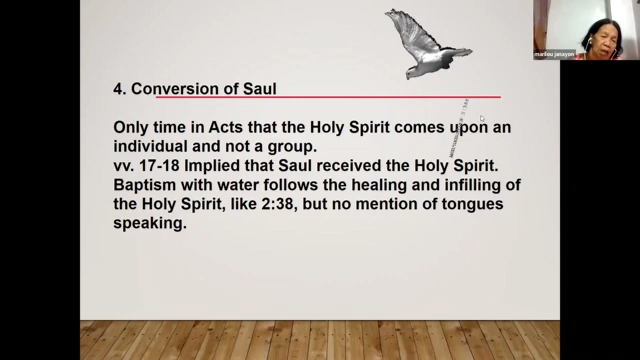 4. Conversion of Saul
Only time in Acts that the Holy Spirit comes upon an
individual and not a group.
vv. 17-18 Implied that Saul received the Holy Spirit.
Baptism with water follows the healing and infilling of
the Holy Spirit, like 2:38, but no mention of tongues
speaking.
marilou janayon